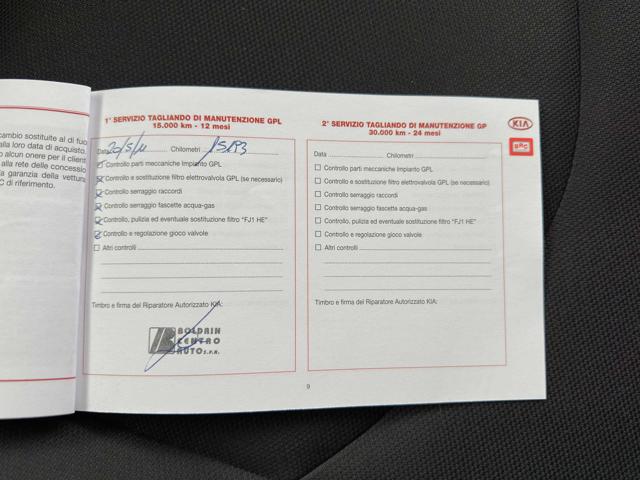 cambio sostituite al di fuo
alla loro data di acquisto.
o alcun onere per il client
alla rete delle concessio
la garanzia della vettura
C di riferimento.
1° SERVIZIO TAGLIANDO DI MANUTENZIONE GPL
15.000 km - 12 mesi
Data 20/5/11 Chilometri 15193
Controllo parti meccaniche Impianto GPL
Controllo e sostituzione filtro elettrovalvola GPL (se necessario)
Controllo serraggio raccordi
Controllo serraggio fascette acqua-gas
Controllo, pulizia ed eventuale sostituzione filtro "FJ1 HE"
Controllo e regolazione gioco valvole
Altri controlli
Timbro e firma del Riparatore Autorizzato KIA:
BOLDRIN
CENTRO
AUTO S.P.A.
2° SERVIZIO TAGLIANDO DI MANUTENZIONE GP
30.000 km - 24 mesi
Data Chilometri
Controllo parti meccaniche Impianto GPL
Controllo e sostituzione filtro elettrovalvola GPL (se necessario)
Controllo serraggio raccordi
Controllo serraggio fascette acqua-gas
Controllo, pulizia ed eventuale sostituzione filtro "FJ1 HE"
Controllo e regolazione gioco valvole
Altri controlli
Timbro e firma del Riparatore Autorizzato KIA:
KIA
BRC
9